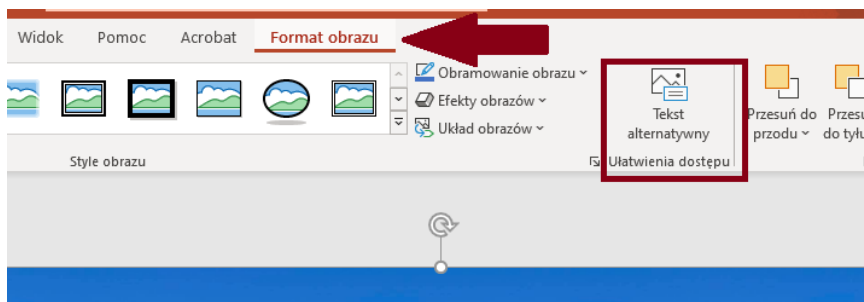 Widok Pomoc Acrobat Format obrazu
Obramowanie obrazu
Efekty obrazów
Układ obrazów
Tekst
alternatywny
Przesuń do
przodu
Przesu
do tyłu
Style obrazu
Ułatwienia dostępu